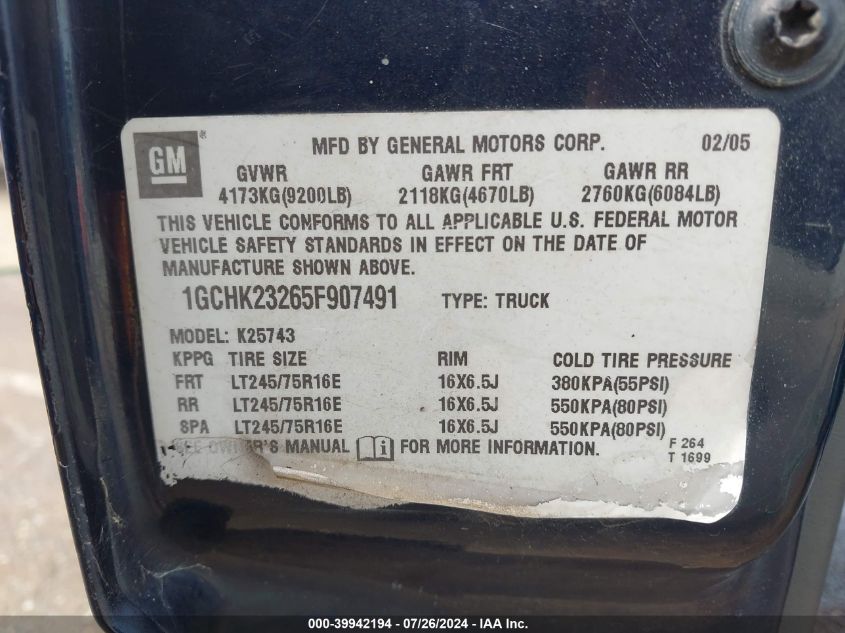 GM
MFD BY GENERAL MOTORS CORP. 02/05
GVWR GAWR FRT GAWR RR
4173KG(9200LB) 2118KG(4670LB) 2760KG(6084LB)
THIS VEHICLE CONFORMS TO ALL APPLICABLE U.S. FEDERAL MOTOR
VEHICLE SAFETY STANDARDS IN EFFECT ON THE DATE OF
MANUFACTURE SHOWN ABOVE.
1GCHK23265F907491 TYPE: TRUCK
MODEL: K25743
KPPG TIRE SIZE RIM COLD TIRE PRESSURE
FRT LT245/75R16E 16X6.5J 380KPA(55PSI)
RR LT245/75R16E 16X6.5J 550KPA(80PSI)
SPA LT245/75R16E 16X6.5J 550KPA(80PSI)
SEE OWNER'S MANUAL FOR MORE INFORMATION. F 264
T 1699
000-39942194 / 07/26/2024 - IAA Inc.